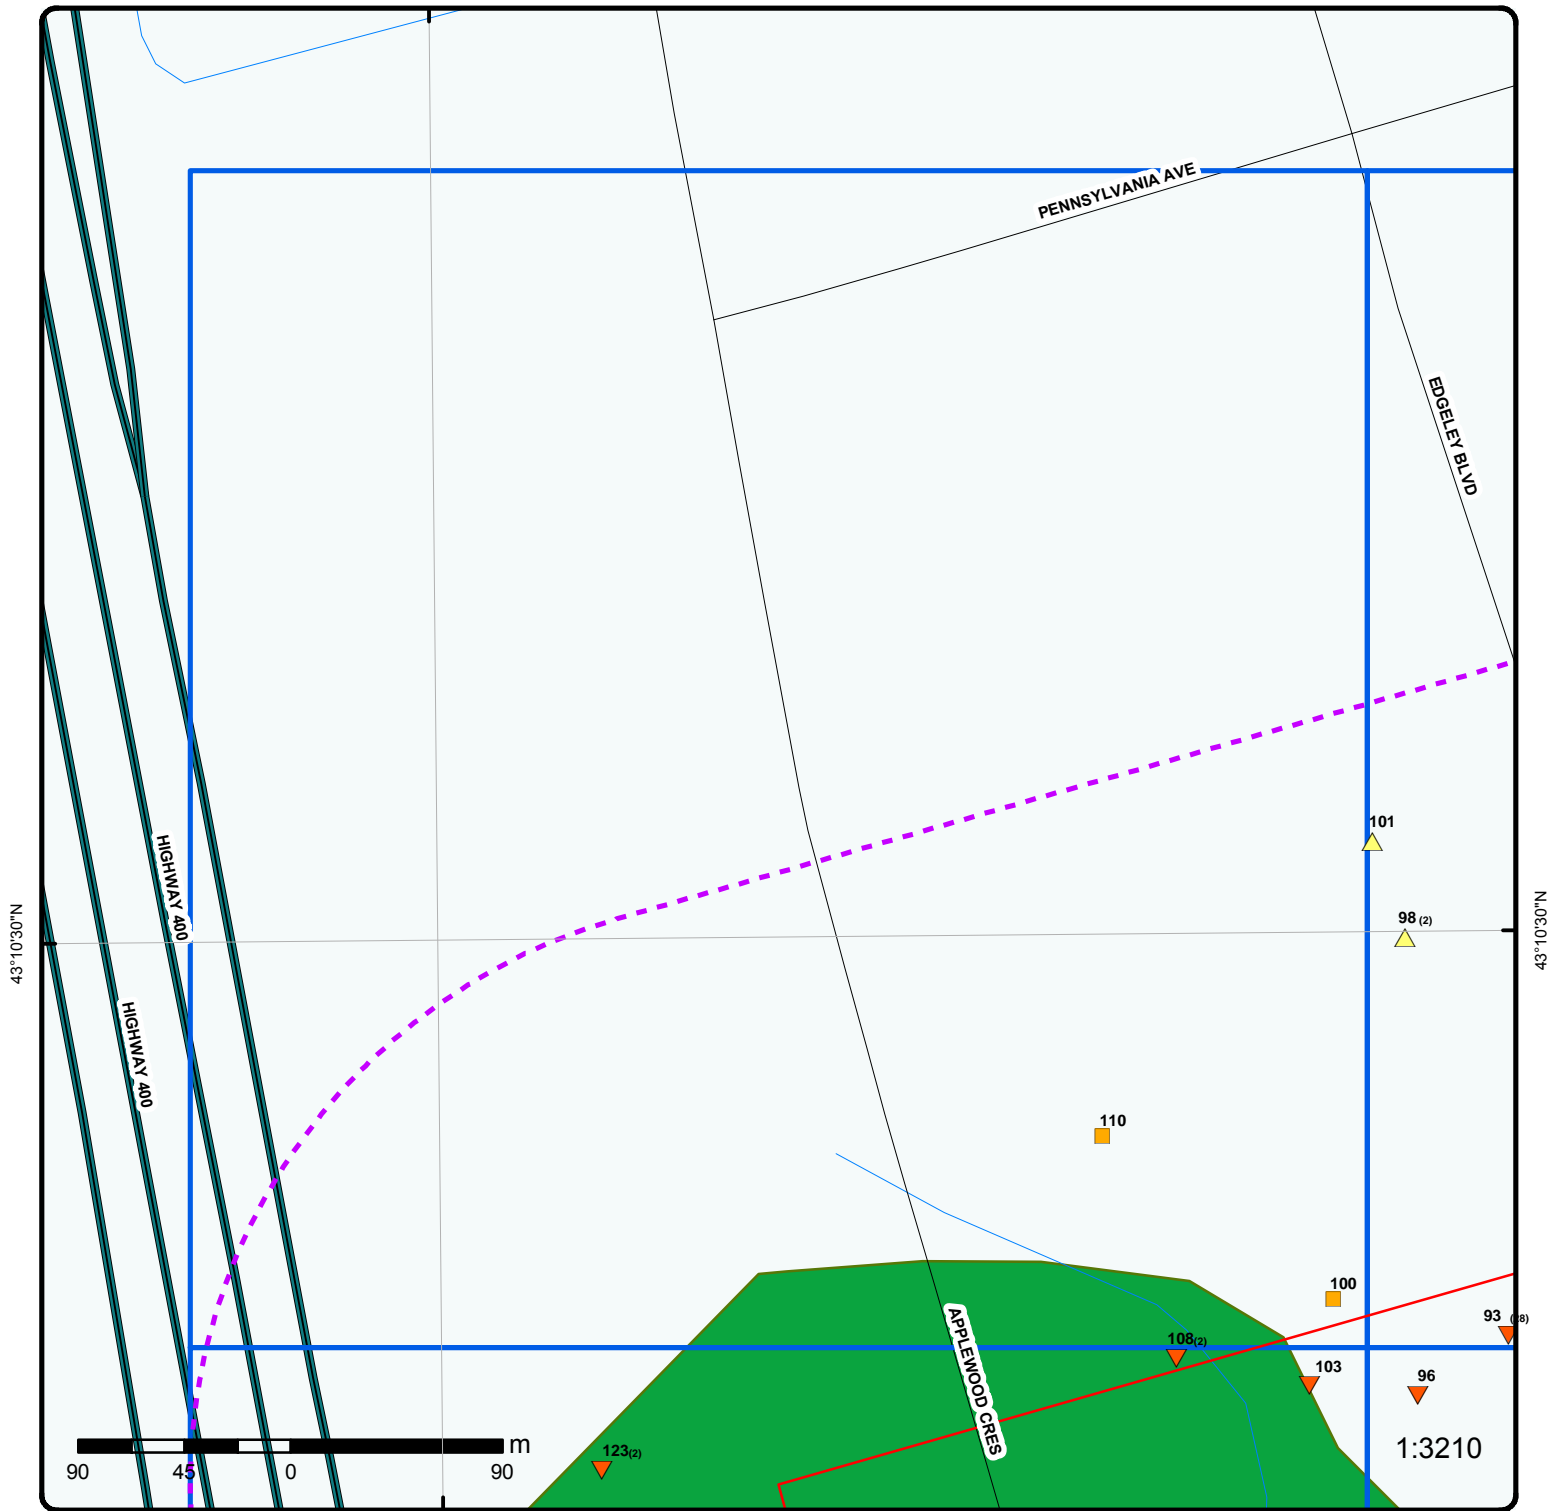 PENNSYLVANIA AVE
EDGELEY BLVD
101
HIGHWAY 400
98 (2)
43°10'30"N
43°10'30"N
HIGHWAY 400
110
100
93
108(2)
APPLEWOOD CRES
103
96
123(2)
m
1:3210
90 45 0 90